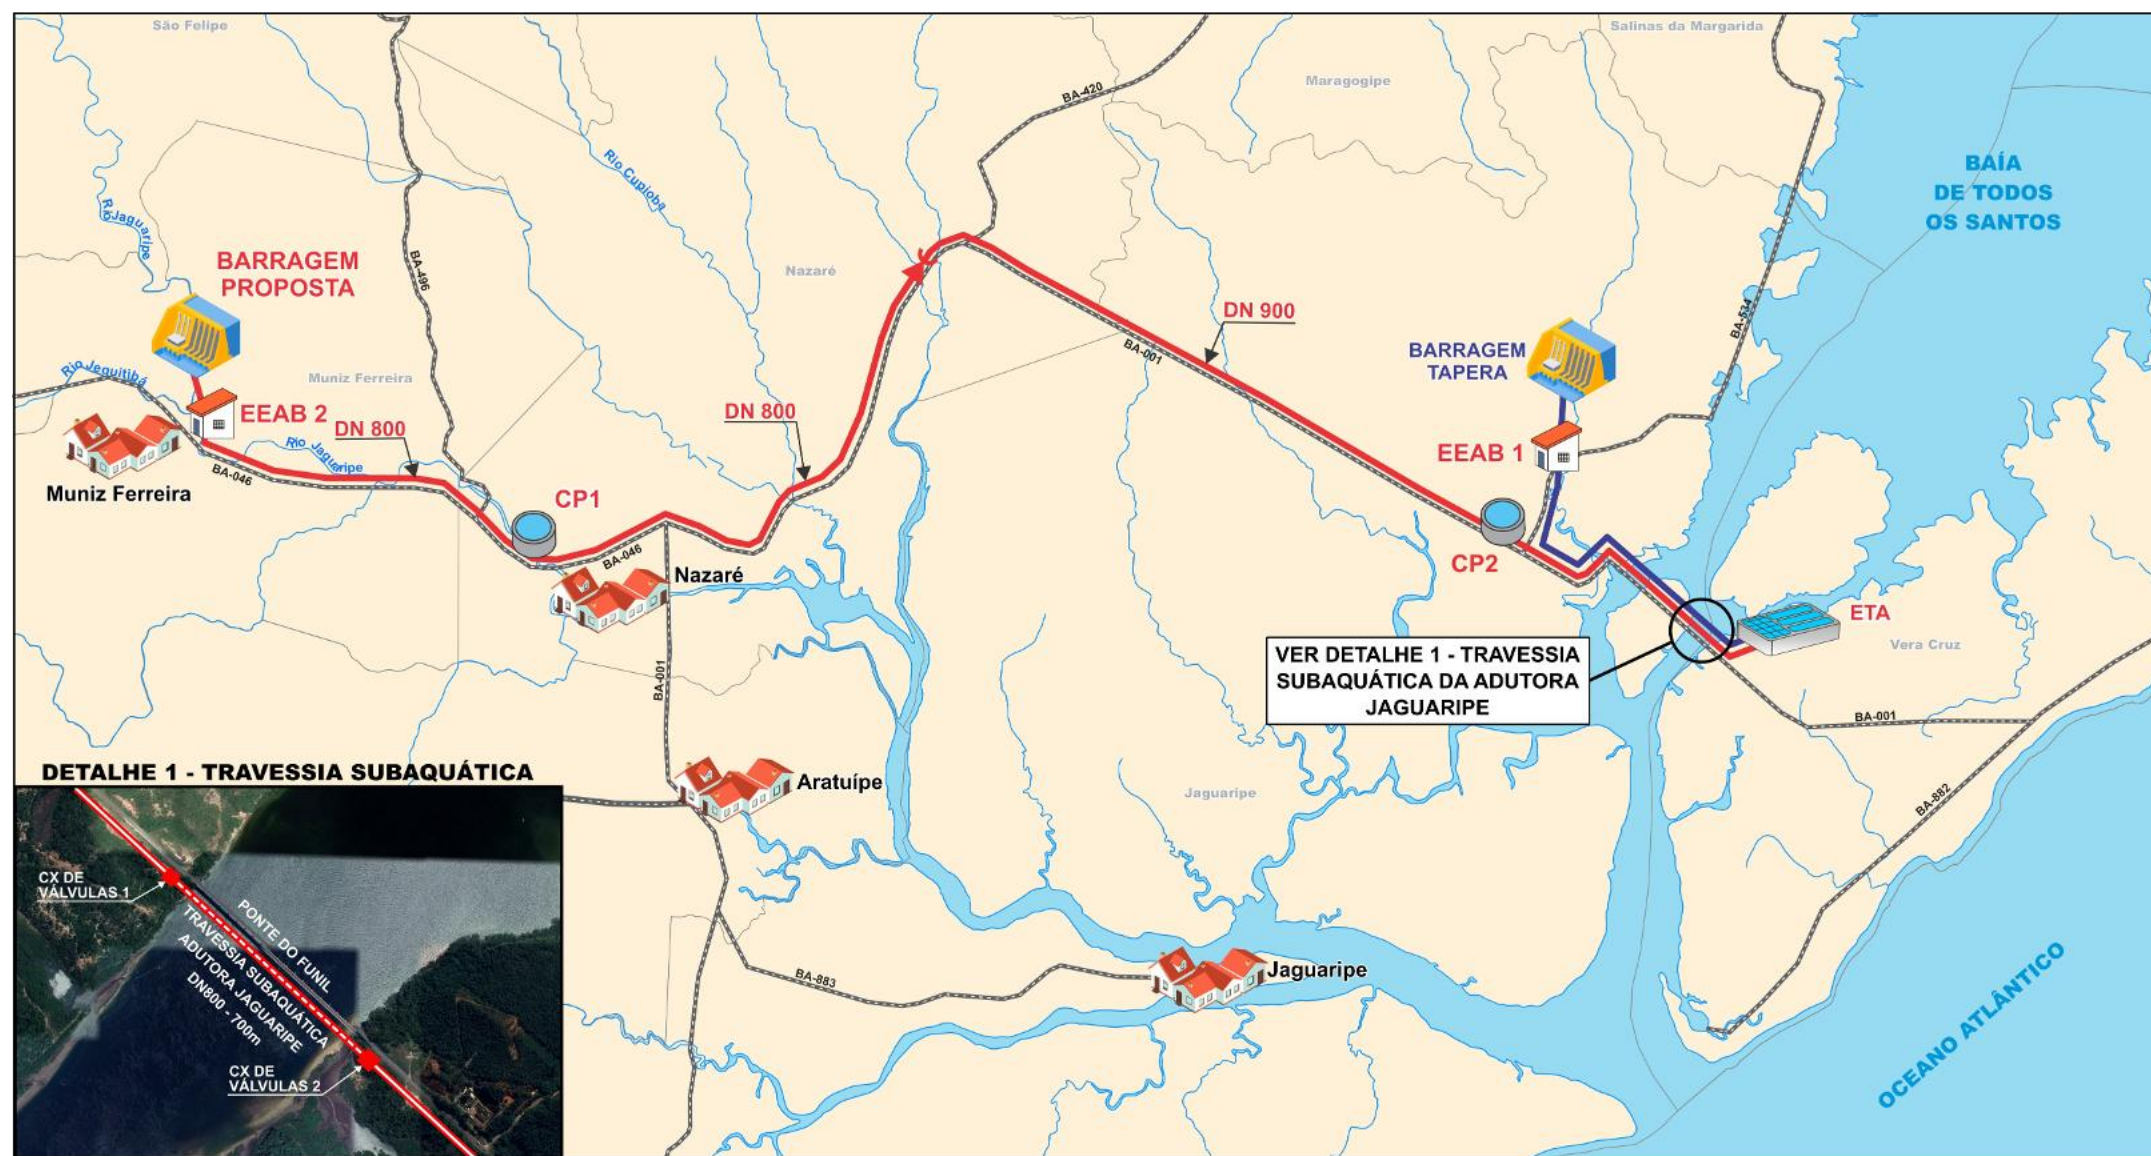 São Felipe
Salinas da Margarida
Maragogipe
BA-420
Rio Cupioba
BAÍA
DE TODOS
OS SANTOS
Rio Jaguaripe
BARRAGEM
PROPOSTA
BA-496
Nazaré
DN 900
BA-534
BA-001
BARRAGEM
TAPERA
Rio Jequitibá
Muniz Ferreira
EEAB 2
DN 800
DN 800
EEAB 1
Rio Jaguaripe
BA-046
Muniz Ferreira
CP1
BA-046
CP2
Nazaré
ETA
Vera Cruz
VER DETALHE 1 - TRAVESSIA
SUBAQUÁTICA DA ADUTORA
JAGUARIPE
BA-001
BA-001
DETALHE 1 - TRAVESSIA SUBAQUÁTICA
Aratuípe
Jaguaripe
BA-882
CX DE
VÁLVULAS 1
PONTE DO FUNIL
TRAVESSIA SUBAQUÁTICA
ADUTORA JAGUARIPE
DN800 - 700m
CX DE
VÁLVULAS 2
BA-883
Jaguaripe
OCEANO ATLÂNTICO